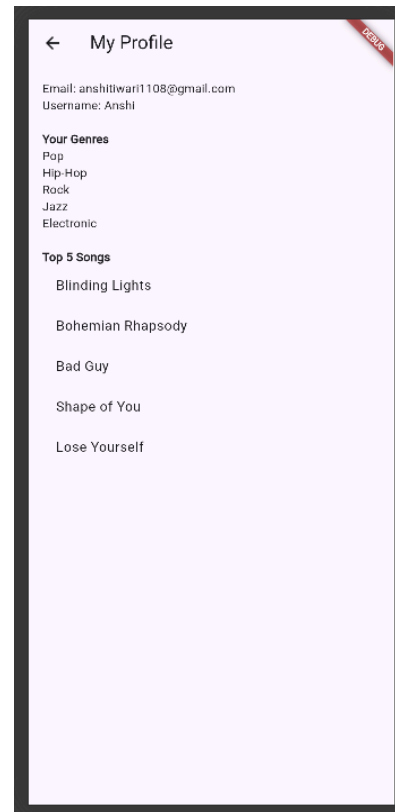 My Profile
DEBUG
Email: anshitiwari1108@gmail.com
Username: Anshi
Your Genres
Pop
Hip-Hop
Rock
Jazz
Electronic
Top 5 Songs
Blinding Lights
Bohemian Rhapsody
Bad Guy
Shape of You
Lose Yourself